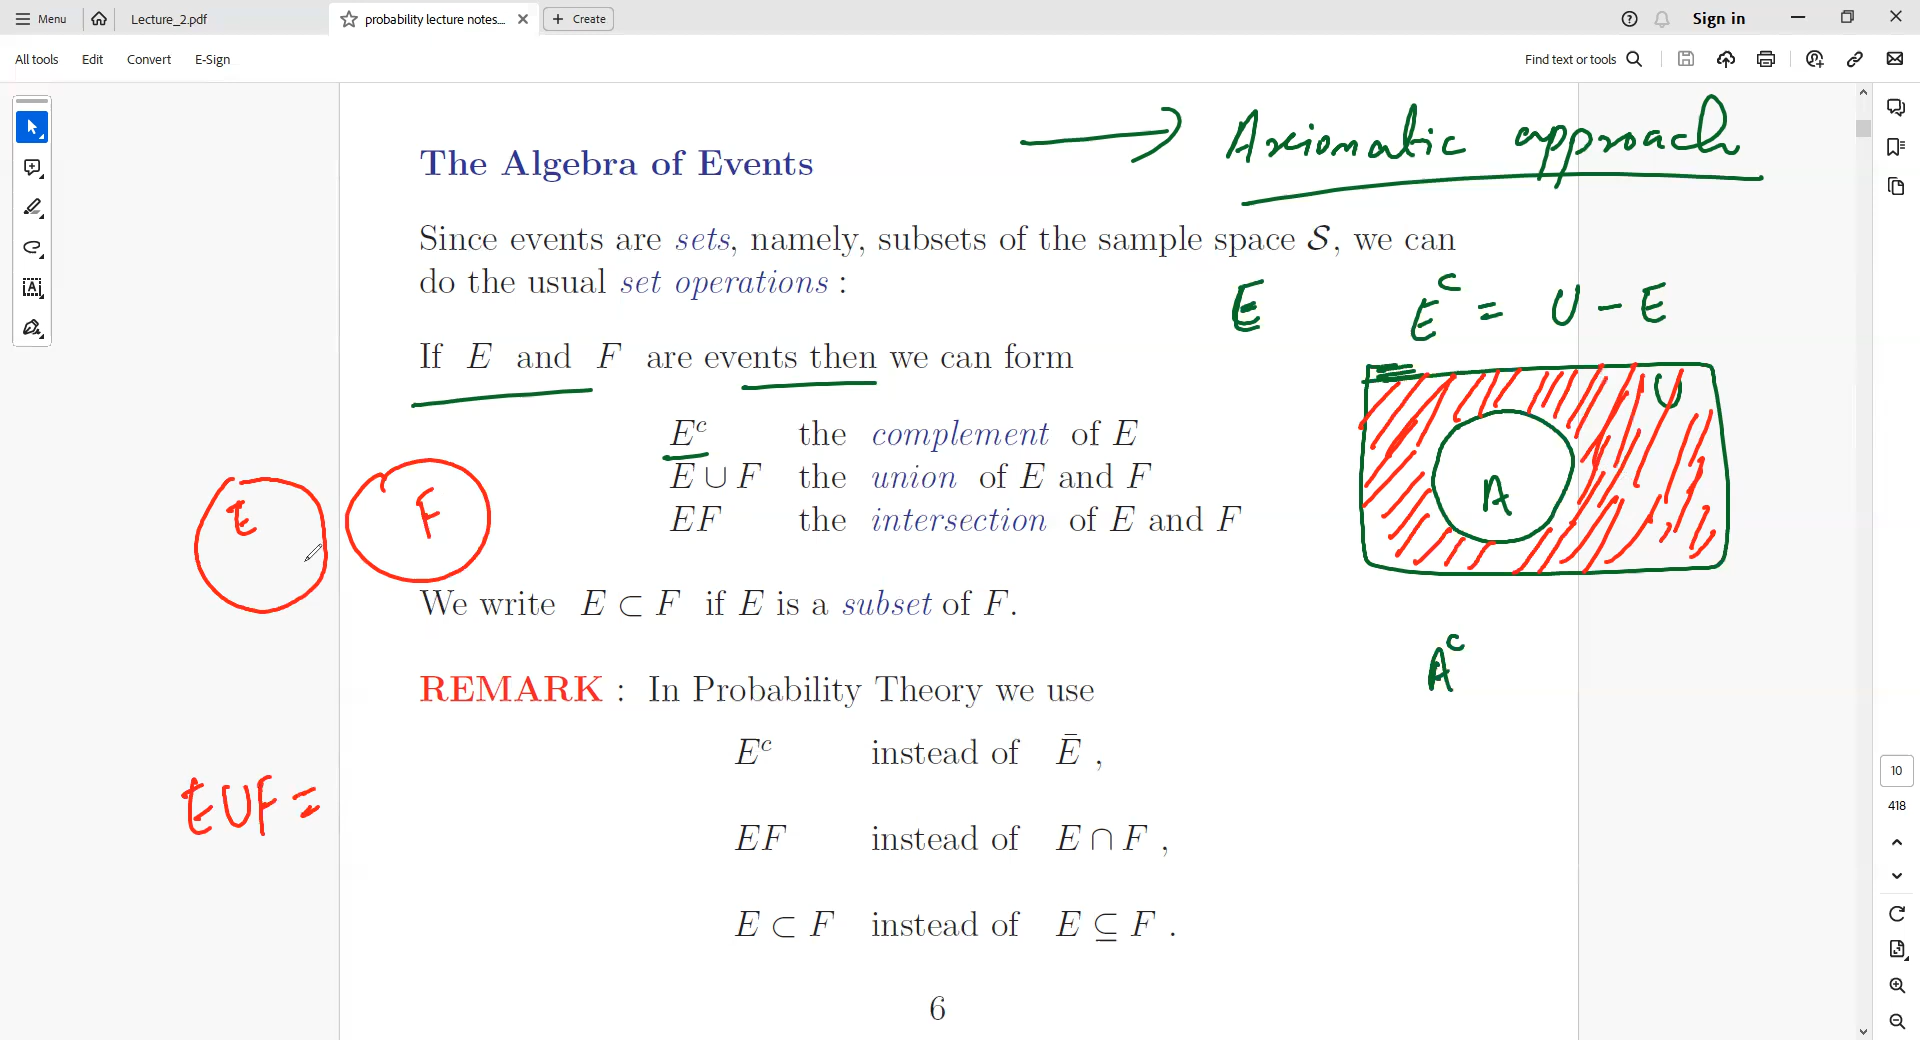 Menu
Lecture_2.pdf
probability lecture notes...
Create
Sign in
All tools
Edit
Convert
E-Sign
Find text or tools
→ Axiomatic approach
The Algebra of Events
Since events are sets, namely, subsets of the sample space 𝒮, we can
do the usual set operations :
E
Eᶜ = U − E
If E and F are events then we can form
U
A
Eᶜ the complement of E
E ∪ F the union of E and F
EF the intersection of E and F
E
F
We write E ⊂ F if E is a subset of F.
Aᶜ
REMARK : In Probability Theory we use
Eᶜ instead of Ē ,
E∪F =
EF instead of E ∩ F ,
E ⊂ F instead of E ⊆ F .
6
10
418